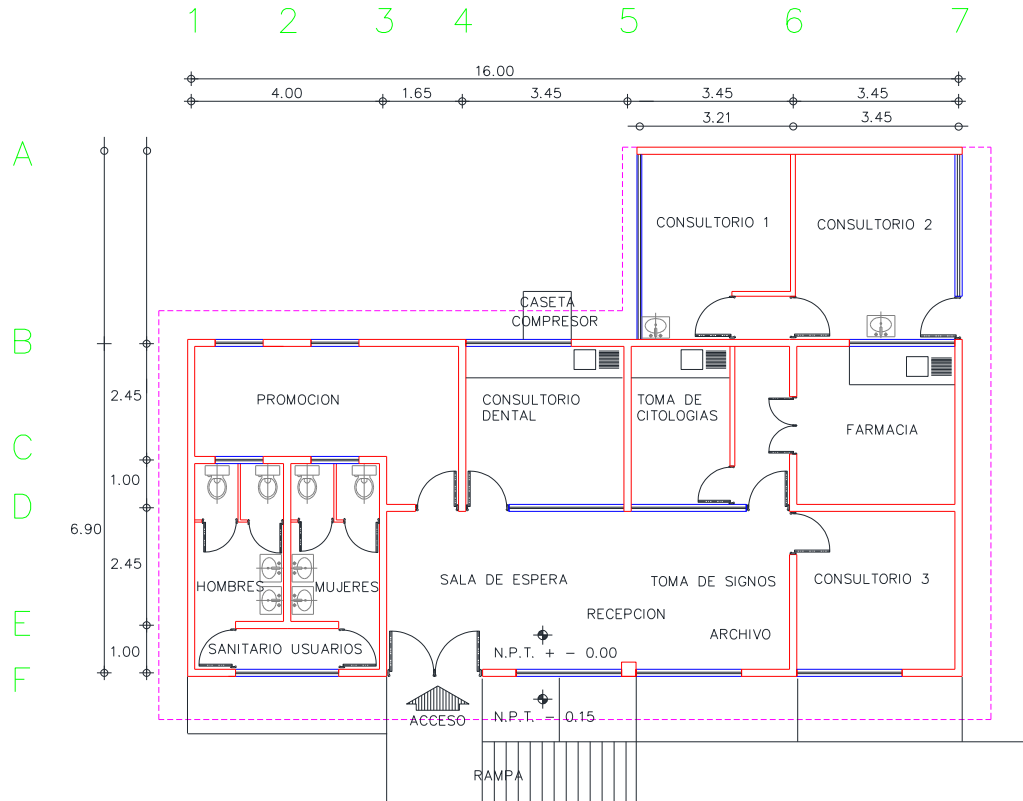 1 2 3 4 5 6 7
16.00
4.00 1.65 3.45 3.45 3.45
3.21 3.45
A
CONSULTORIO 1 CONSULTORIO 2
CASETA
COMPRESOR
B
2.45
PROMOCION
CONSULTORIO
DENTAL
TOMA DE
CITOLOGIAS
FARMACIA
C
1.00
D
6.90
2.45
HOMBRES MUJERES
SALA DE ESPERA
TOMA DE SIGNOS
CONSULTORIO 3
RECEPCION
E
ARCHIVO
1.00
SANITARIO USUARIOS
N.P.T. + - 0.00
F
ACCESO
N.P.T. - 0.15
RAMPA